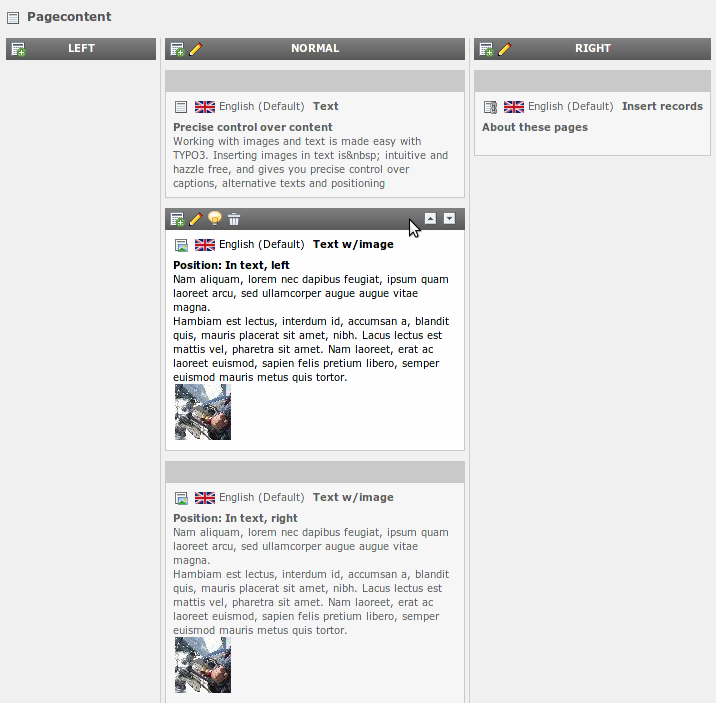 Pagecontent
LEFT
NORMAL
English (Default) Text
Precise control over content
Working with images and text is made easy with
TYPO3. Inserting images in text is&nbsp; intuitive and
hazzle free, and gives you precise control over
captions, alternative texts and positioning
English (Default) Text w/image
Position: In text, left
Nam aliquam, lorem nec dapibus feugiat, ipsum quam
laoreet arcu, sed ullamcorper augue augue vitae
magna.
Hambiam est lectus, interdum id, accumsan a, blandit
quis, mauris placerat sit amet, nibh. Lacus lectus est
mattis vel, pharetra sit amet. Nam laoreet, erat ac
laoreet euismod, sapien felis pretium libero, semper
euismod mauris metus quis tortor.
English (Default) Text w/image
Position: In text, right
Nam aliquam, lorem nec dapibus feugiat, ipsum quam
laoreet arcu, sed ullamcorper augue augue vitae
magna.
Hambiam est lectus, interdum id, accumsan a, blandit
quis, mauris placerat sit amet, nibh. Lacus lectus est
mattis vel, pharetra sit amet. Nam laoreet, erat ac
laoreet euismod, sapien felis pretium libero, semper
euismod mauris metus quis tortor.
RIGHT
English (Default) Insert records
About these pages